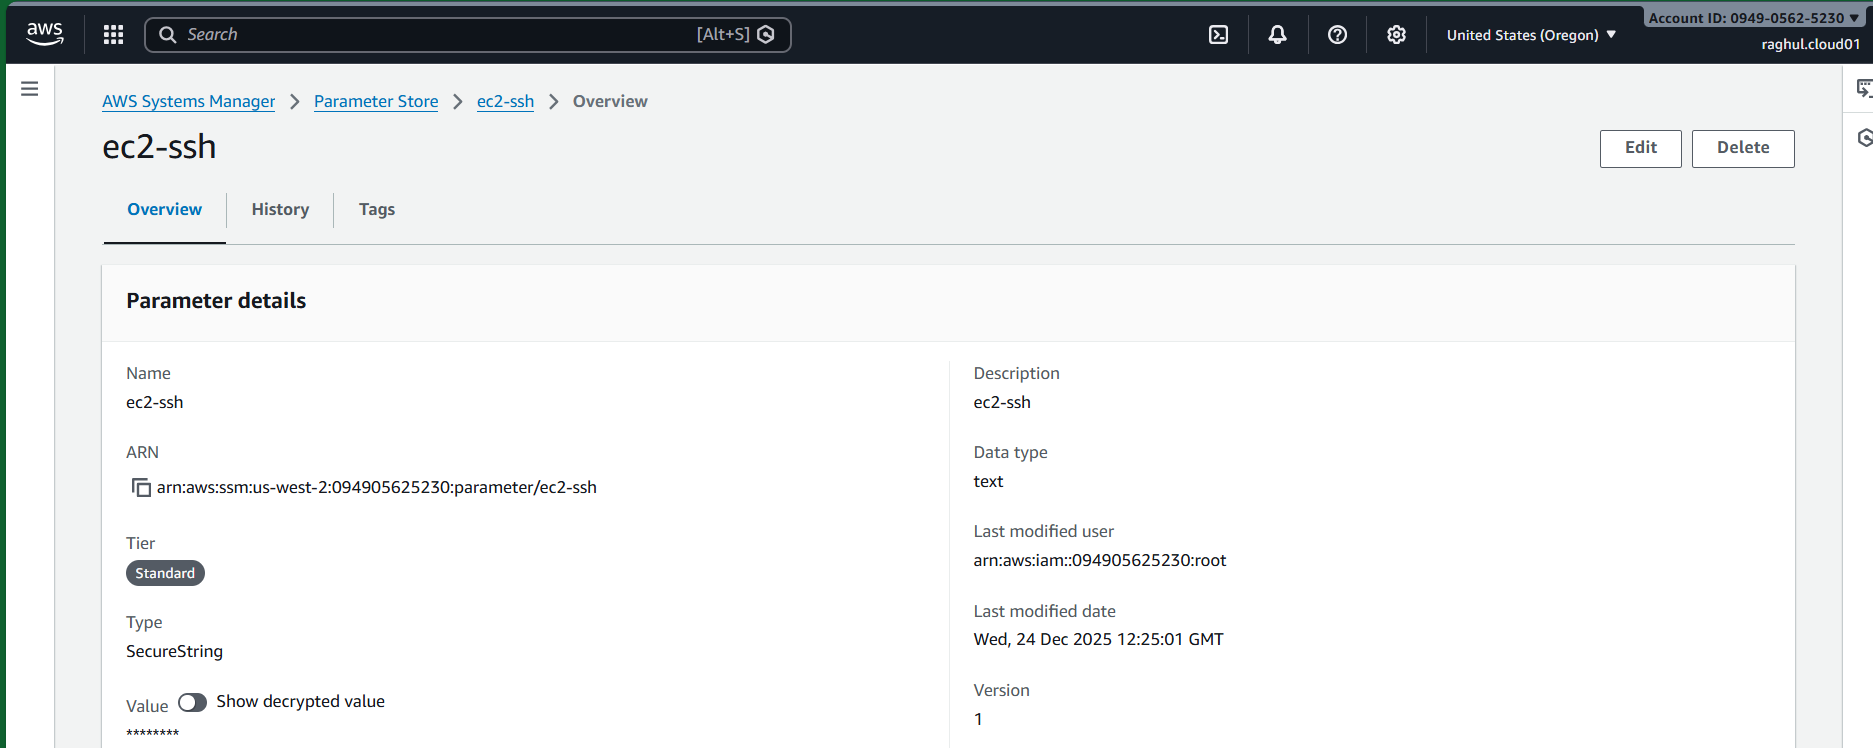 aws
Search [Alt+S]
United States (Oregon)
Account ID: 0949-0562-5230
raghul.cloud01
AWS Systems Manager
Parameter Store
ec2-ssh
Overview
ec2-ssh
Edit
Delete
Overview
History
Tags
Parameter details
Name
ec2-ssh
ARN
arn:aws:ssm:us-west-2:094905625230:parameter/ec2-ssh
Tier
Standard
Type
SecureString
Value
Show decrypted value
********
Description
ec2-ssh
Data type
text
Last modified user
arn:aws:iam::094905625230:root
Last modified date
Wed, 24 Dec 2025 12:25:01 GMT
Version
1